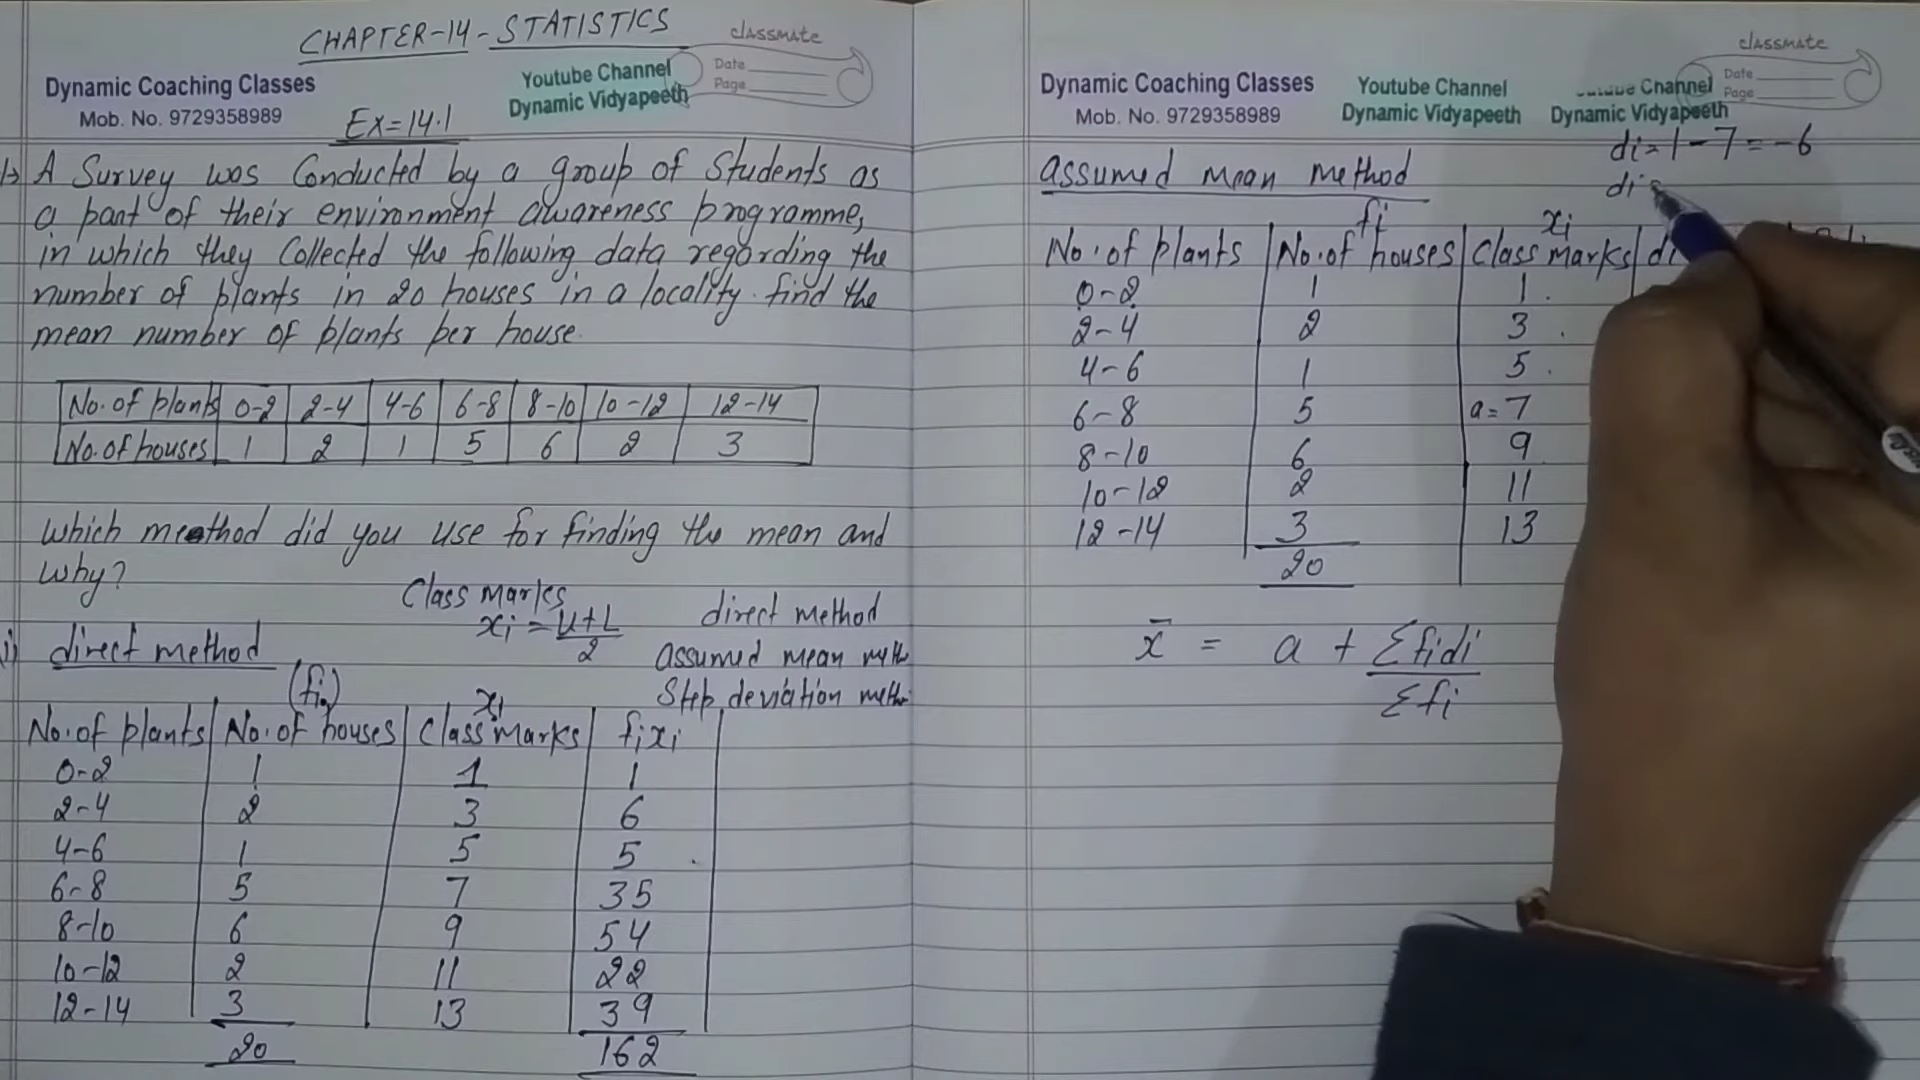 CHAPTER-14-STATISTICS
classmate
Date
Page
Dynamic Coaching Classes
Mob. No. 9729358989
Youtube Channel
Dynamic Vidyapeeth
Ex=14.1
1→ A Survey was Conducted by a group of Students as
a part of their environment awareness programme,
in which they Collected the following data regarding the
number of plants in 20 houses in a locality. find the
mean number of plants per house.
No. of plants 0-2 2-4 4-6 6-8 8-10 10-12 12-14
No. of houses 1 2 1 5 6 2 3
Which method did you use for finding the mean and
why?
Class marks
xi = U+L
2
direct method
assumed mean meth
Step deviation meth
i) direct method
(fi)
xi
No. of plants No. of houses Class marks fixi
0-2 1 1 1
2-4 2 3 6
4-6 1 5 5
6-8 5 7 35
8-10 6 9 54
10-12 2 11 22
12-14 3 13 39
20 162
classmate
Date
Page
Dynamic Coaching Classes
Mob. No. 9729358989
Youtube Channel
Dynamic Vidyapeeth
Channel
Dynamic Vidyapeeth
di = 1-7 = -6
di =
assumed mean method
fi xi
No. of plants No. of houses Class marks di
0-2 1 1
2-4 2 3
4-6 1 5
6-8 5 a=7
8-10 6 9
10-12 2 11
12-14 3 13
20
x̄ = a + Σfidi
Σfi